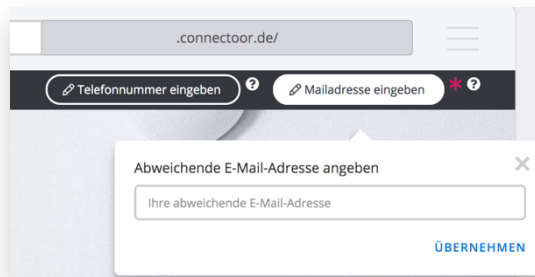 .connectoor.de/
Telefonnummer eingeben ? Mailadresse eingeben * ?
Abweichende E-Mail-Adresse angeben
Ihre abweichende E-Mail-Adresse
ÜBERNEHMEN